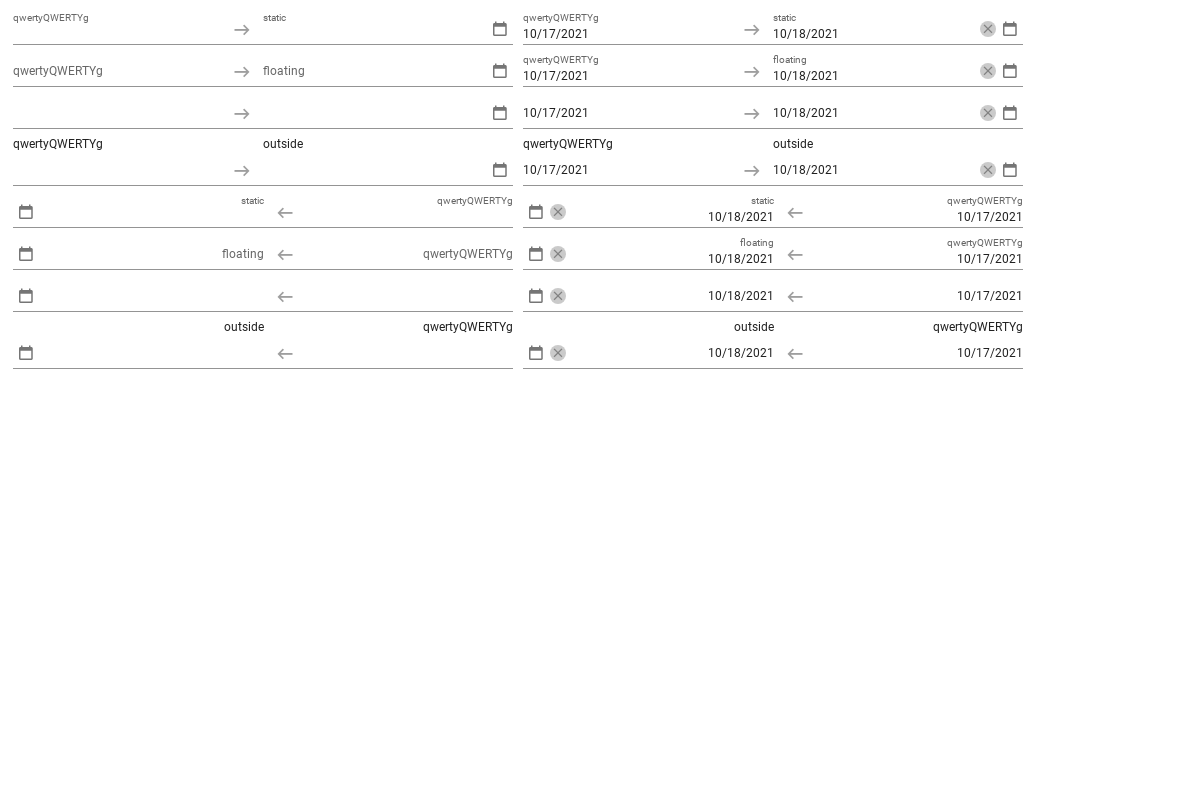 qwertyQWERTYg static qwertyQWERTYg static
10/17/2021 10/18/2021
qwertyQWERTYg floating qwertyQWERTYg floating
10/17/2021 10/18/2021
10/17/2021 10/18/2021
qwertyQWERTYg outside qwertyQWERTYg outside
10/17/2021 10/18/2021
static qwertyQWERTYg static qwertyQWERTYg
10/18/2021 10/17/2021
floating qwertyQWERTYg floating qwertyQWERTYg
10/18/2021 10/17/2021
10/18/2021 10/17/2021
outside qwertyQWERTYg outside qwertyQWERTYg
10/18/2021 10/17/2021